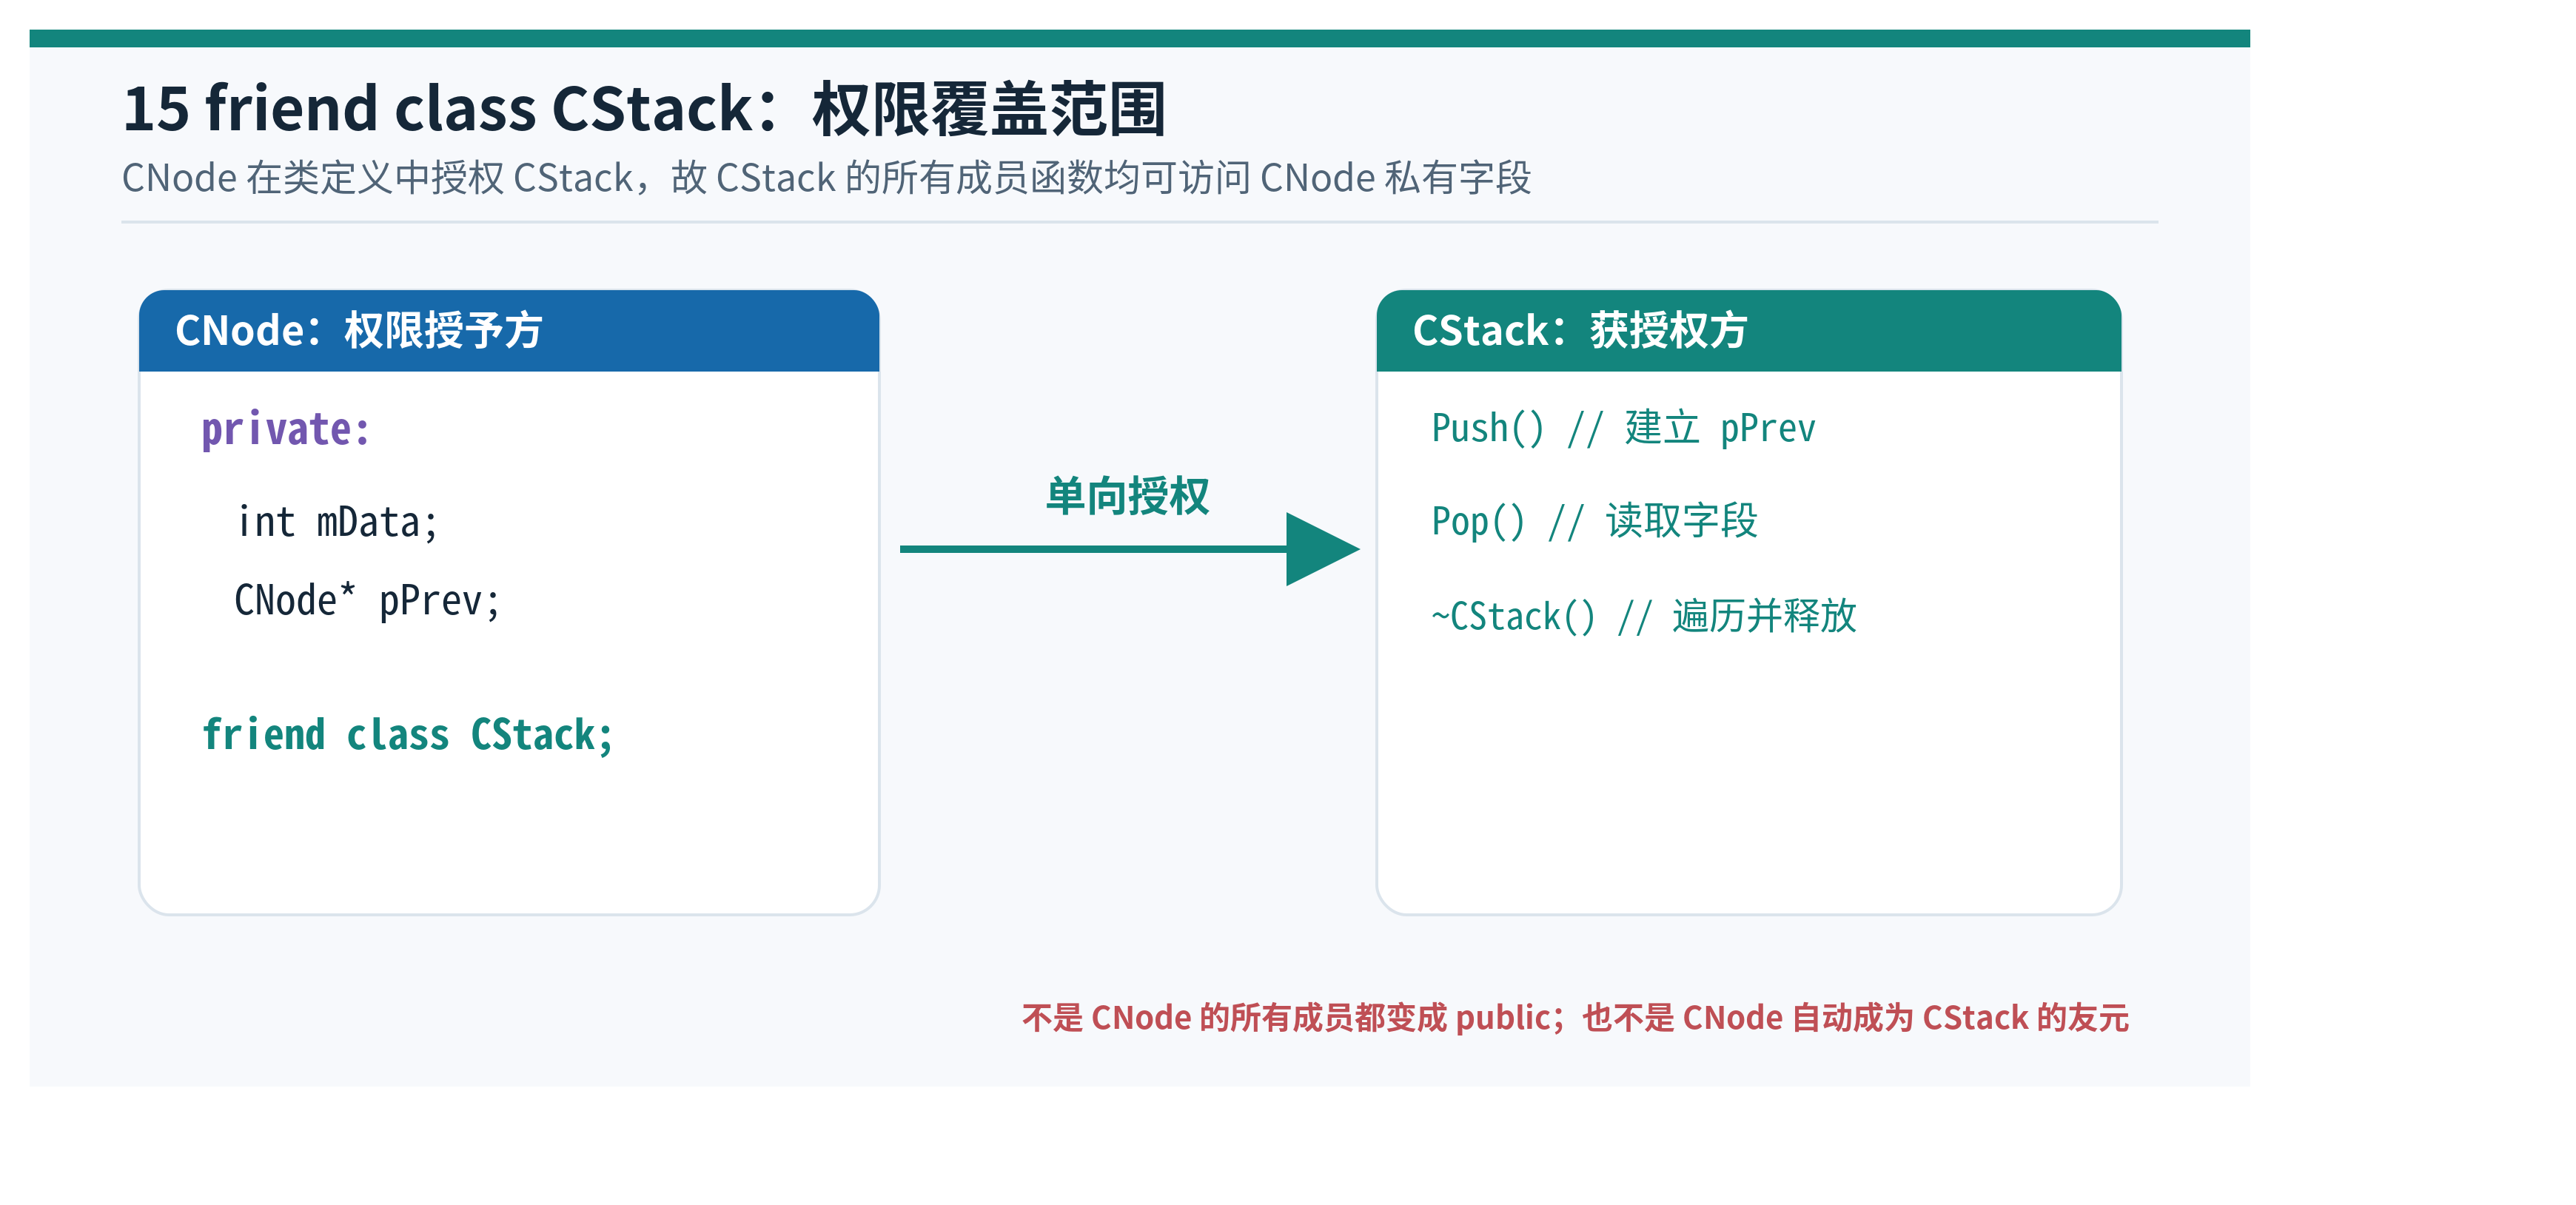 15 friend class CStack：权限覆盖范围
CNode 在类定义中授权 CStack，故 CStack 的所有成员函数均可访问 CNode 私有字段
CNode：权限授予方
private:
int mData;
CNode* pPrev;
friend class CStack;
单向授权
CStack：获授权方
Push() // 建立 pPrev
Pop() // 读取字段
~CStack() // 遍历并释放
不是 CNode 的所有成员都变成 public；也不是 CNode 自动成为 CStack 的友元